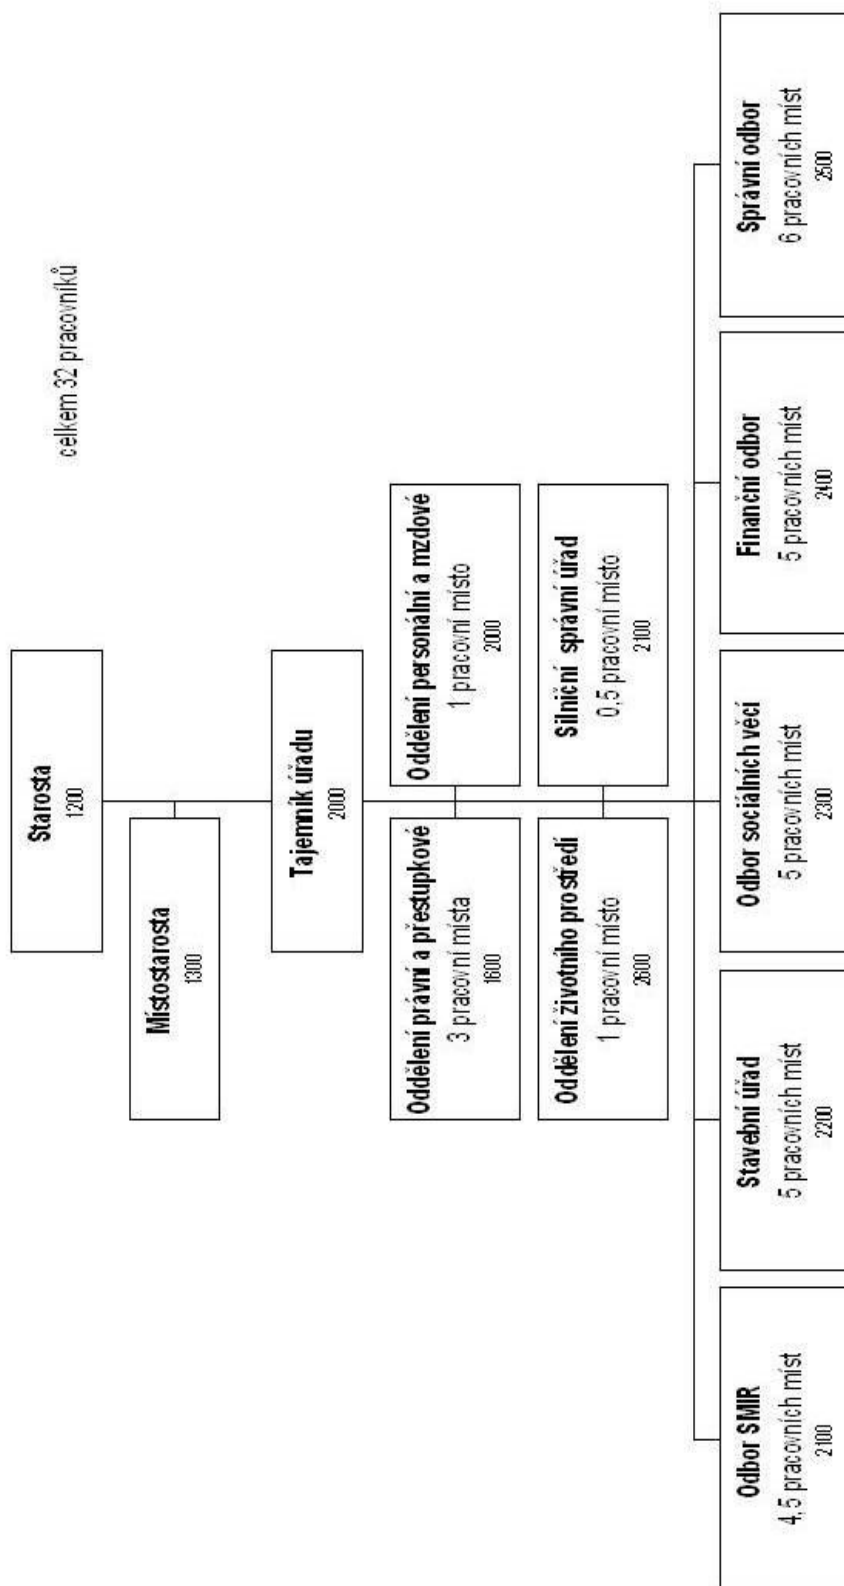 celkem 32 pracovníků
Starosta
1200
Místostarosta
1300
Tajemník úřadu
2000
Oddělení právní a přestupkové
3 pracovní místa
1600
Oddělení personální a mzdové
1 pracovní místo
2000
Oddělení životního prostředí
1 pracovní místo
2600
Silniční správní úřad
0,5 pracovní místo
2100
Odbor SMIR
4,5 pracovních míst
2100
Stavební úřad
5 pracovních míst
2200
Odbor sociálních věcí
5 pracovních míst
2300
Finanční odbor
5 pracovních míst
2400
Správní odbor
6 pracovních míst
2500